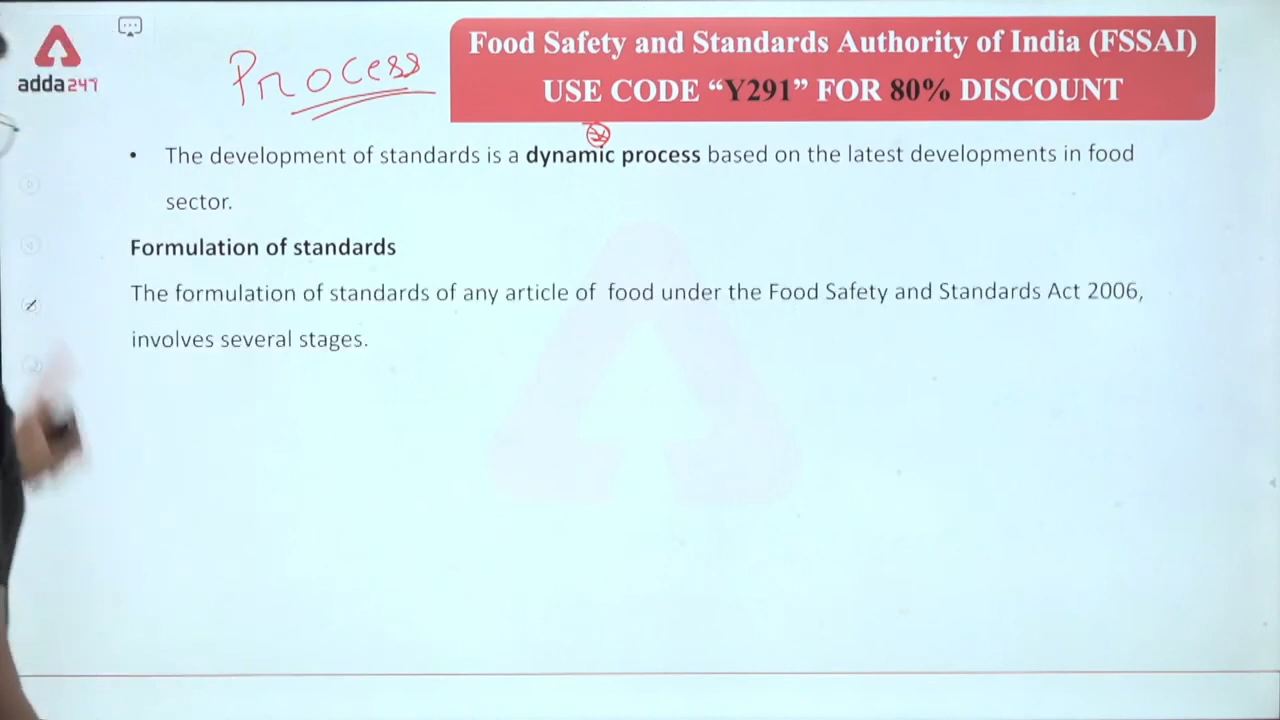 adda247
Process
Food Safety and Standards Authority of India (FSSAI)
USE CODE “Y291” FOR 80% DISCOUNT
• The development of standards is a dynamic process based on the latest developments in food
sector.
Formulation of standards
The formulation of standards of any article of food under the Food Safety and Standards Act 2006,
involves several stages.